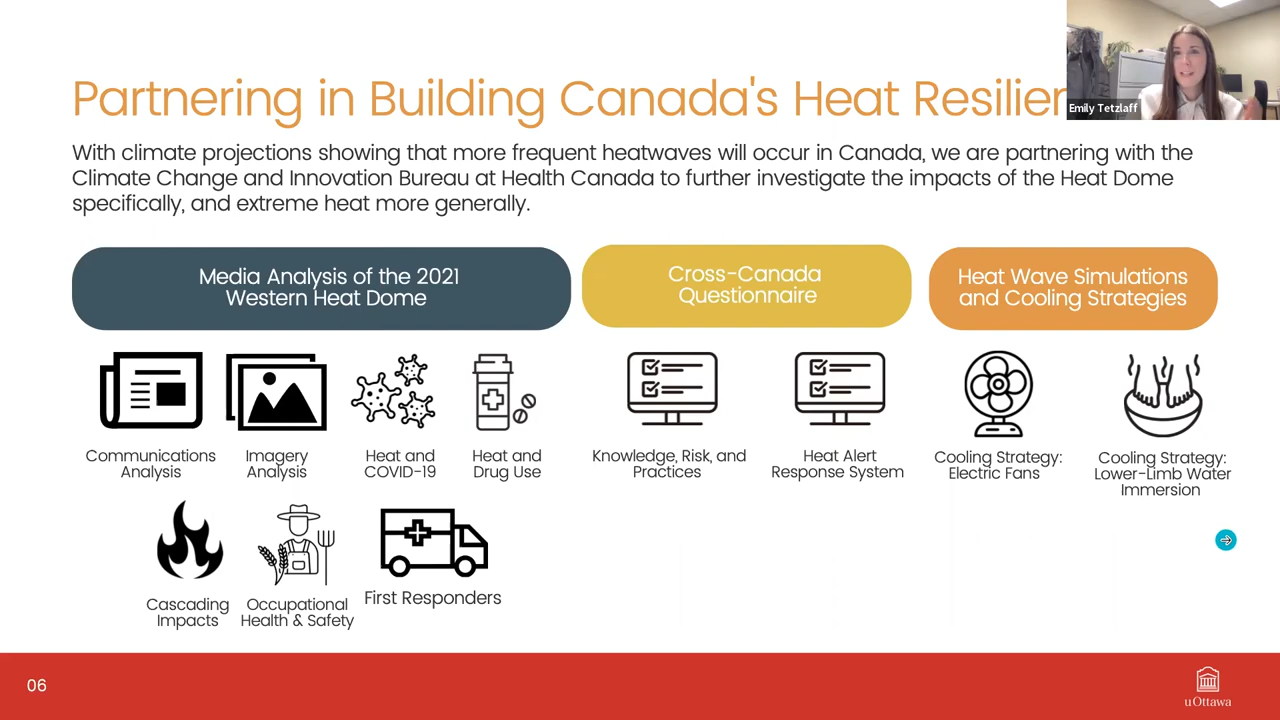 Partnering in Building Canada's Heat
Emily Tetzlaff
With climate projections showing that more frequent heatwaves will occur in Canada, we are partnering with the
Climate Change and Innovation Bureau at Health Canada to further investigate the impacts of the Heat Dome
specifically, and extreme heat more generally.
Media Analysis of the 2021
Western Heat Dome
Cross-Canada
Questionnaire
Heat Wave Simulations
and Cooling Strategies
Communications
Analysis
Imagery
Analysis
Heat and
COVID-19
Heat and
Drug Use
Knowledge, Risk, and
Practices
Heat Alert
Response System
Cooling Strategy:
Electric Fans
Cooling Strategy:
Lower-Limb Water
Immersion
Cascading
Impacts
Occupational
Health & Safety
First Responders
06
uOttawa